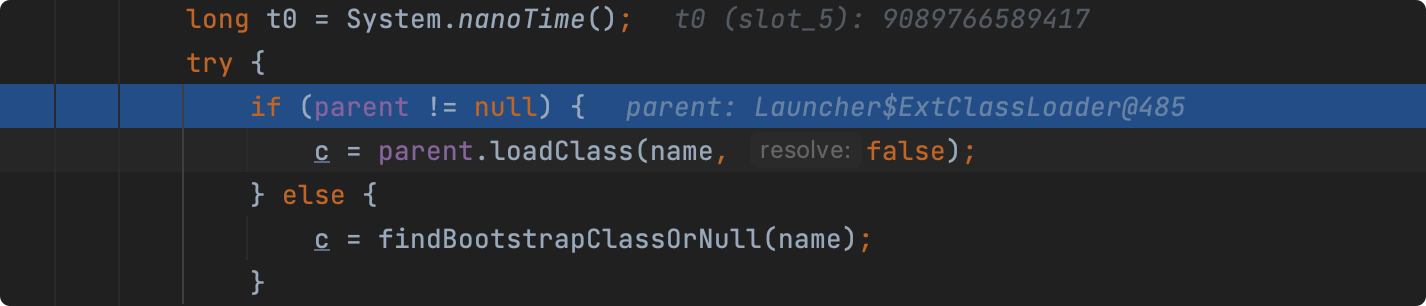 long t0 = System.nanoTime();   t0 (slot_5): 9089766589417
try {
if (parent != null) {   parent: Launcher$ExtClassLoader@485
c = parent.loadClass(name, resolve: false);
} else {
c = findBootstrapClassOrNull(name);
}